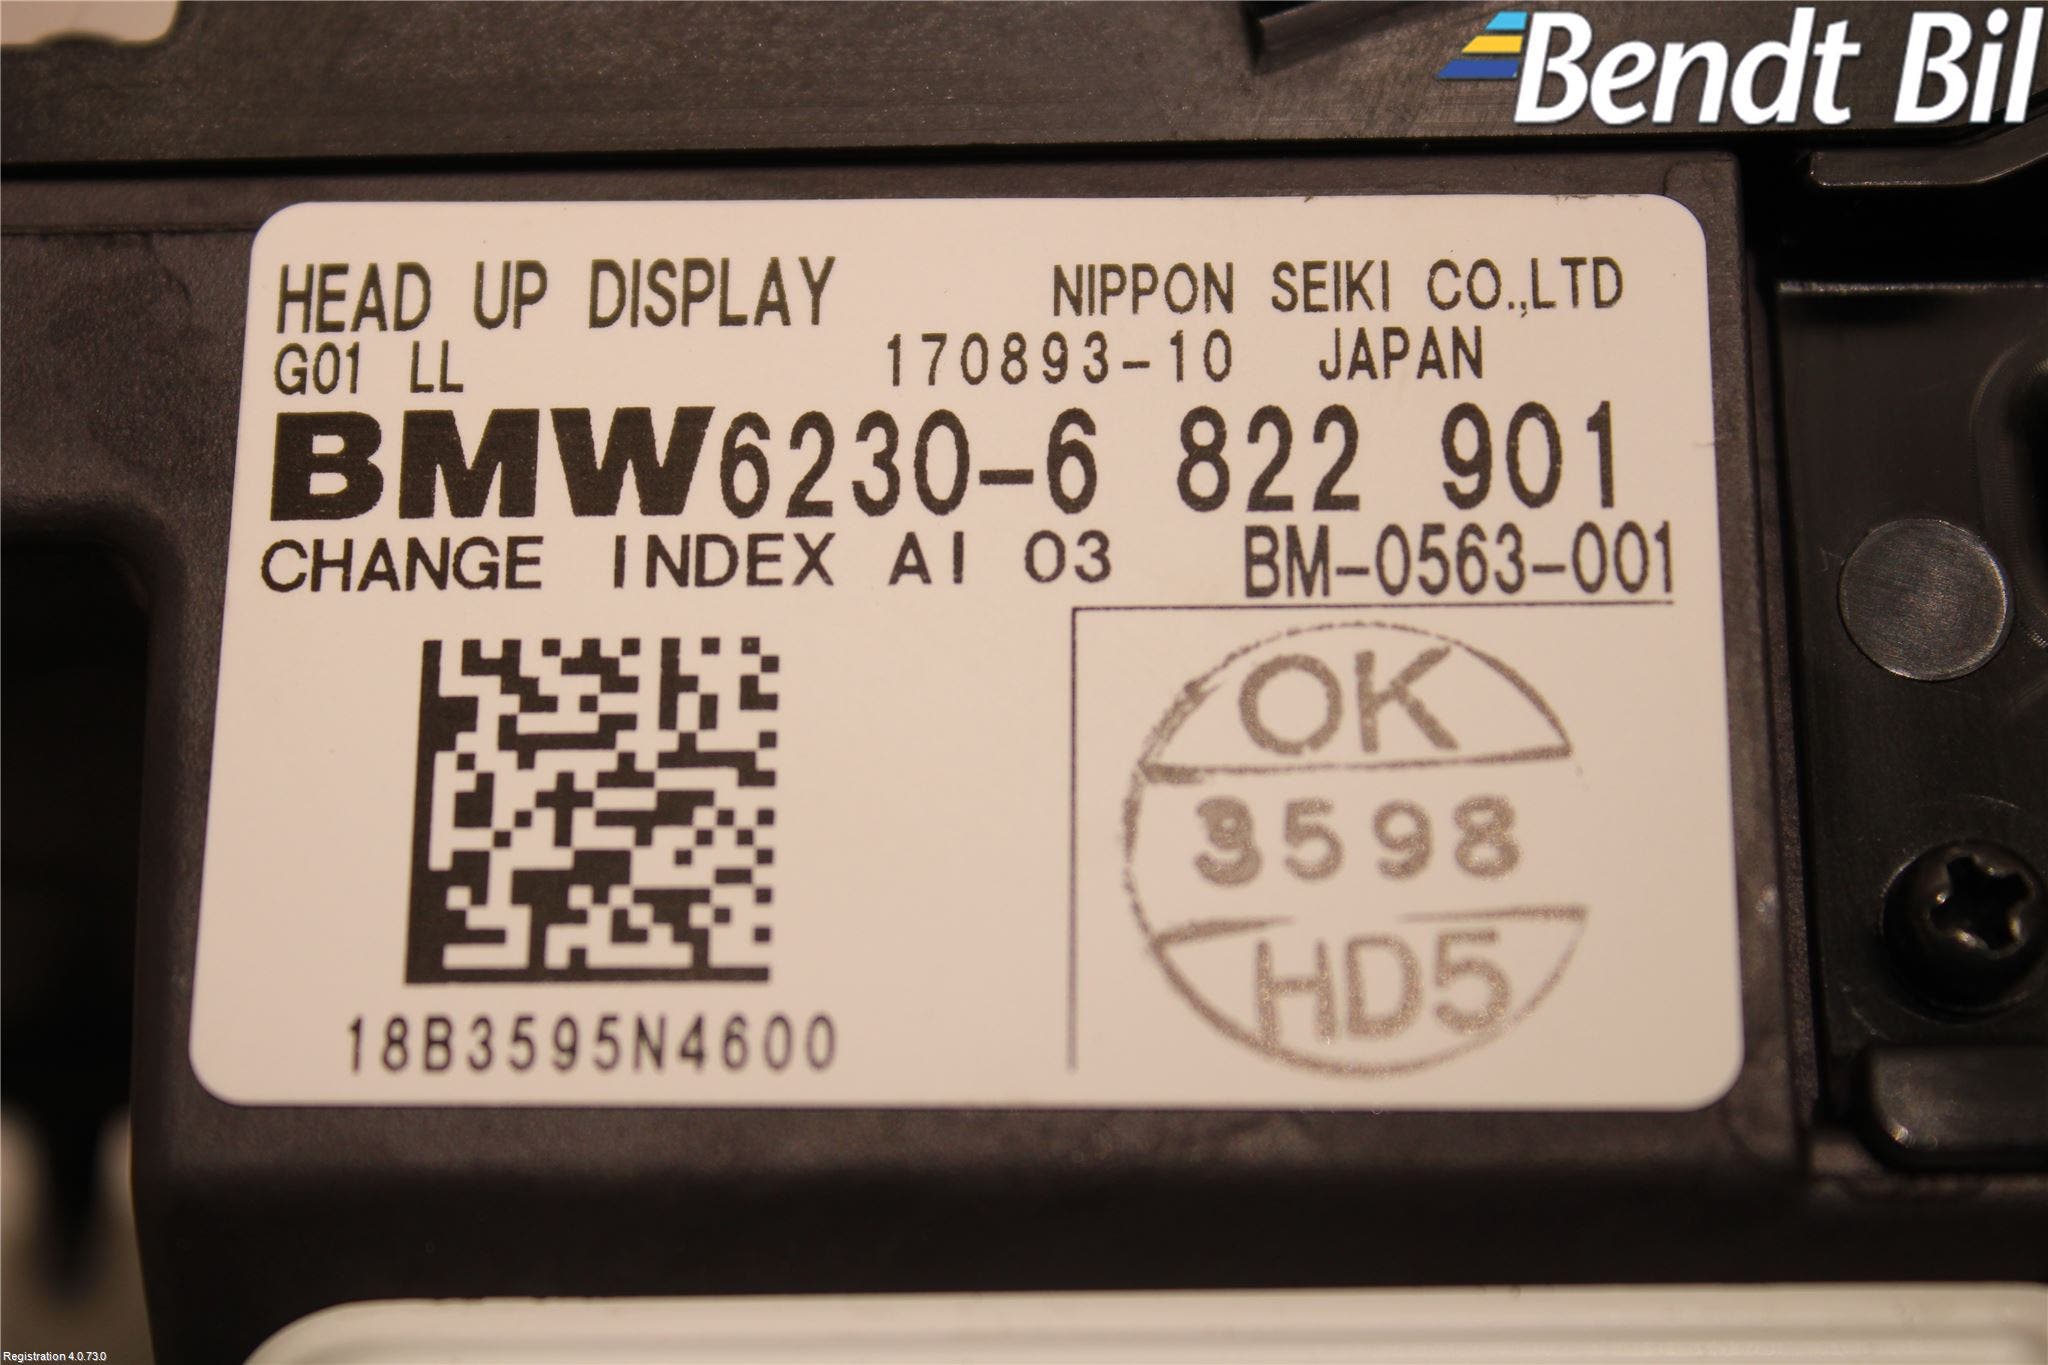 Bendt Bil
HEAD UP DISPLAY NIPPON SEIKI CO.,LTD
G01 LL 170893-10 JAPAN
BMW6230-6 822 901
CHANGE INDEX AI 03 BM-0563-001
OK
3598
HD5
18B3595N4600
Registration 4.0.73.0